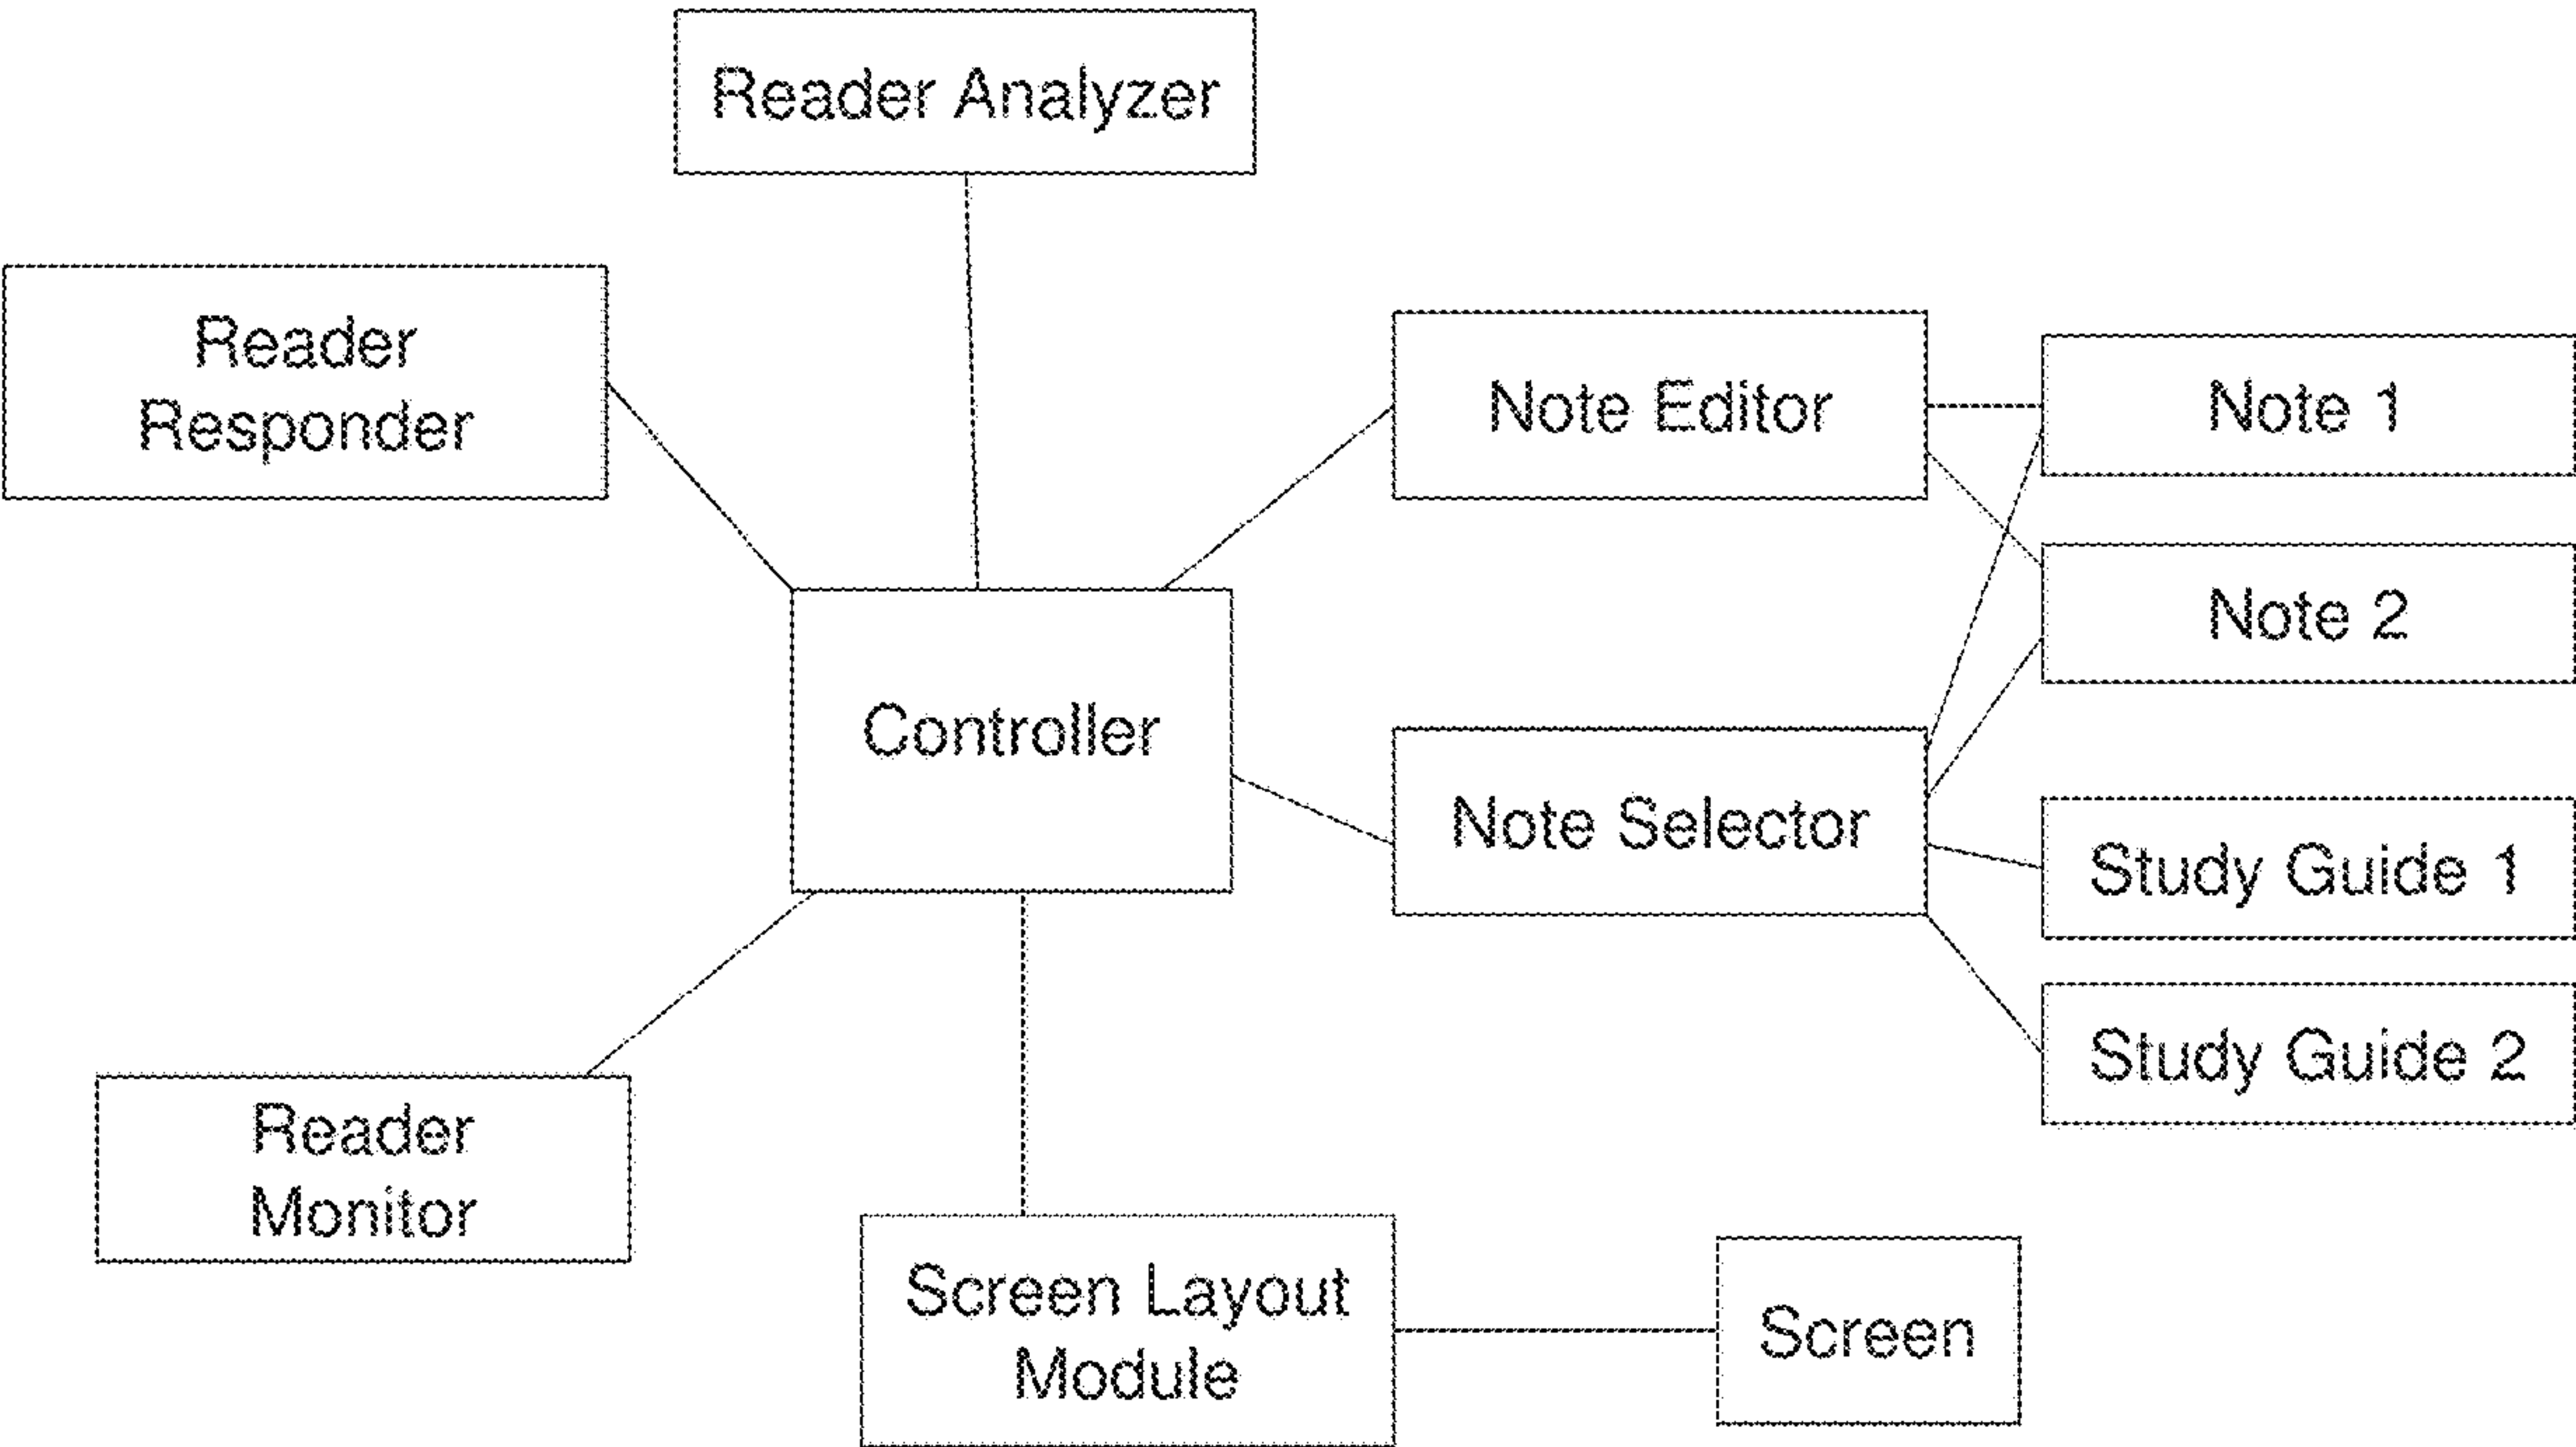 Reader Analyzer
Reader
Responder
Note Editor
Note 1
Note 2
Controller
Note Selector
Study Guide 1
Study Guide 2
Reader
Monitor
Screen Layout
Module
Screen